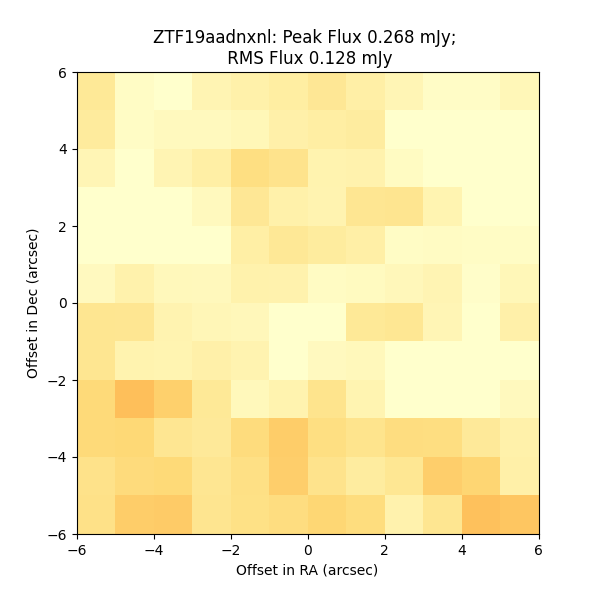 ZTF19aadnxnl: Peak Flux 0.268 mJy;
RMS Flux 0.128 mJy
6
4
2
0
−2
−4
−6
Offset in Dec (arcsec)
−6 −4 −2 0 2 4 6
Offset in RA (arcsec)